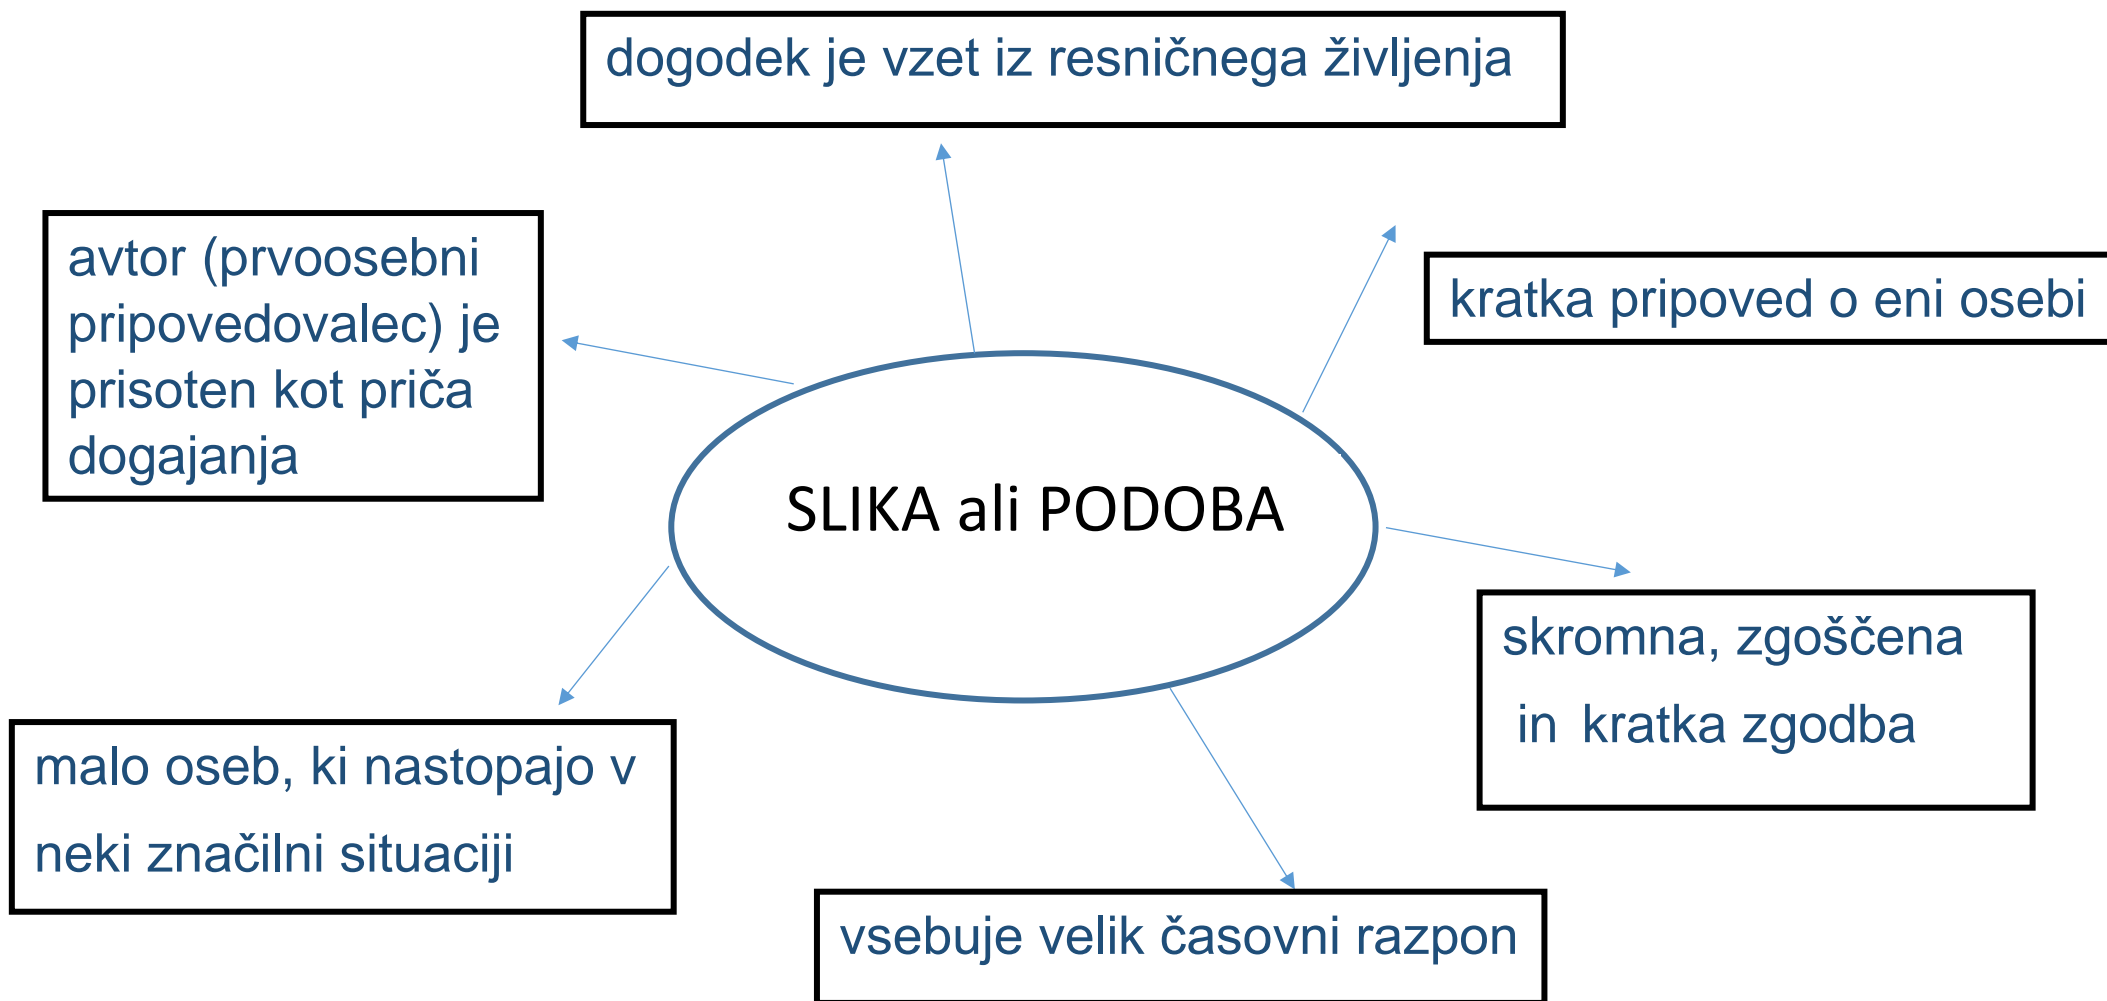 dogodek je vzet iz resničnega življenja
avtor (prvoosebni
pripovedovalec) je
prisoten kot priča
dogajanja
kratka pripoved o eni osebi
SLIKA ali PODOBA
skromna, zgoščena
in kratka zgodba
malo oseb, ki nastopajo v
neki značilni situaciji
vsebuje velik časovni razpon